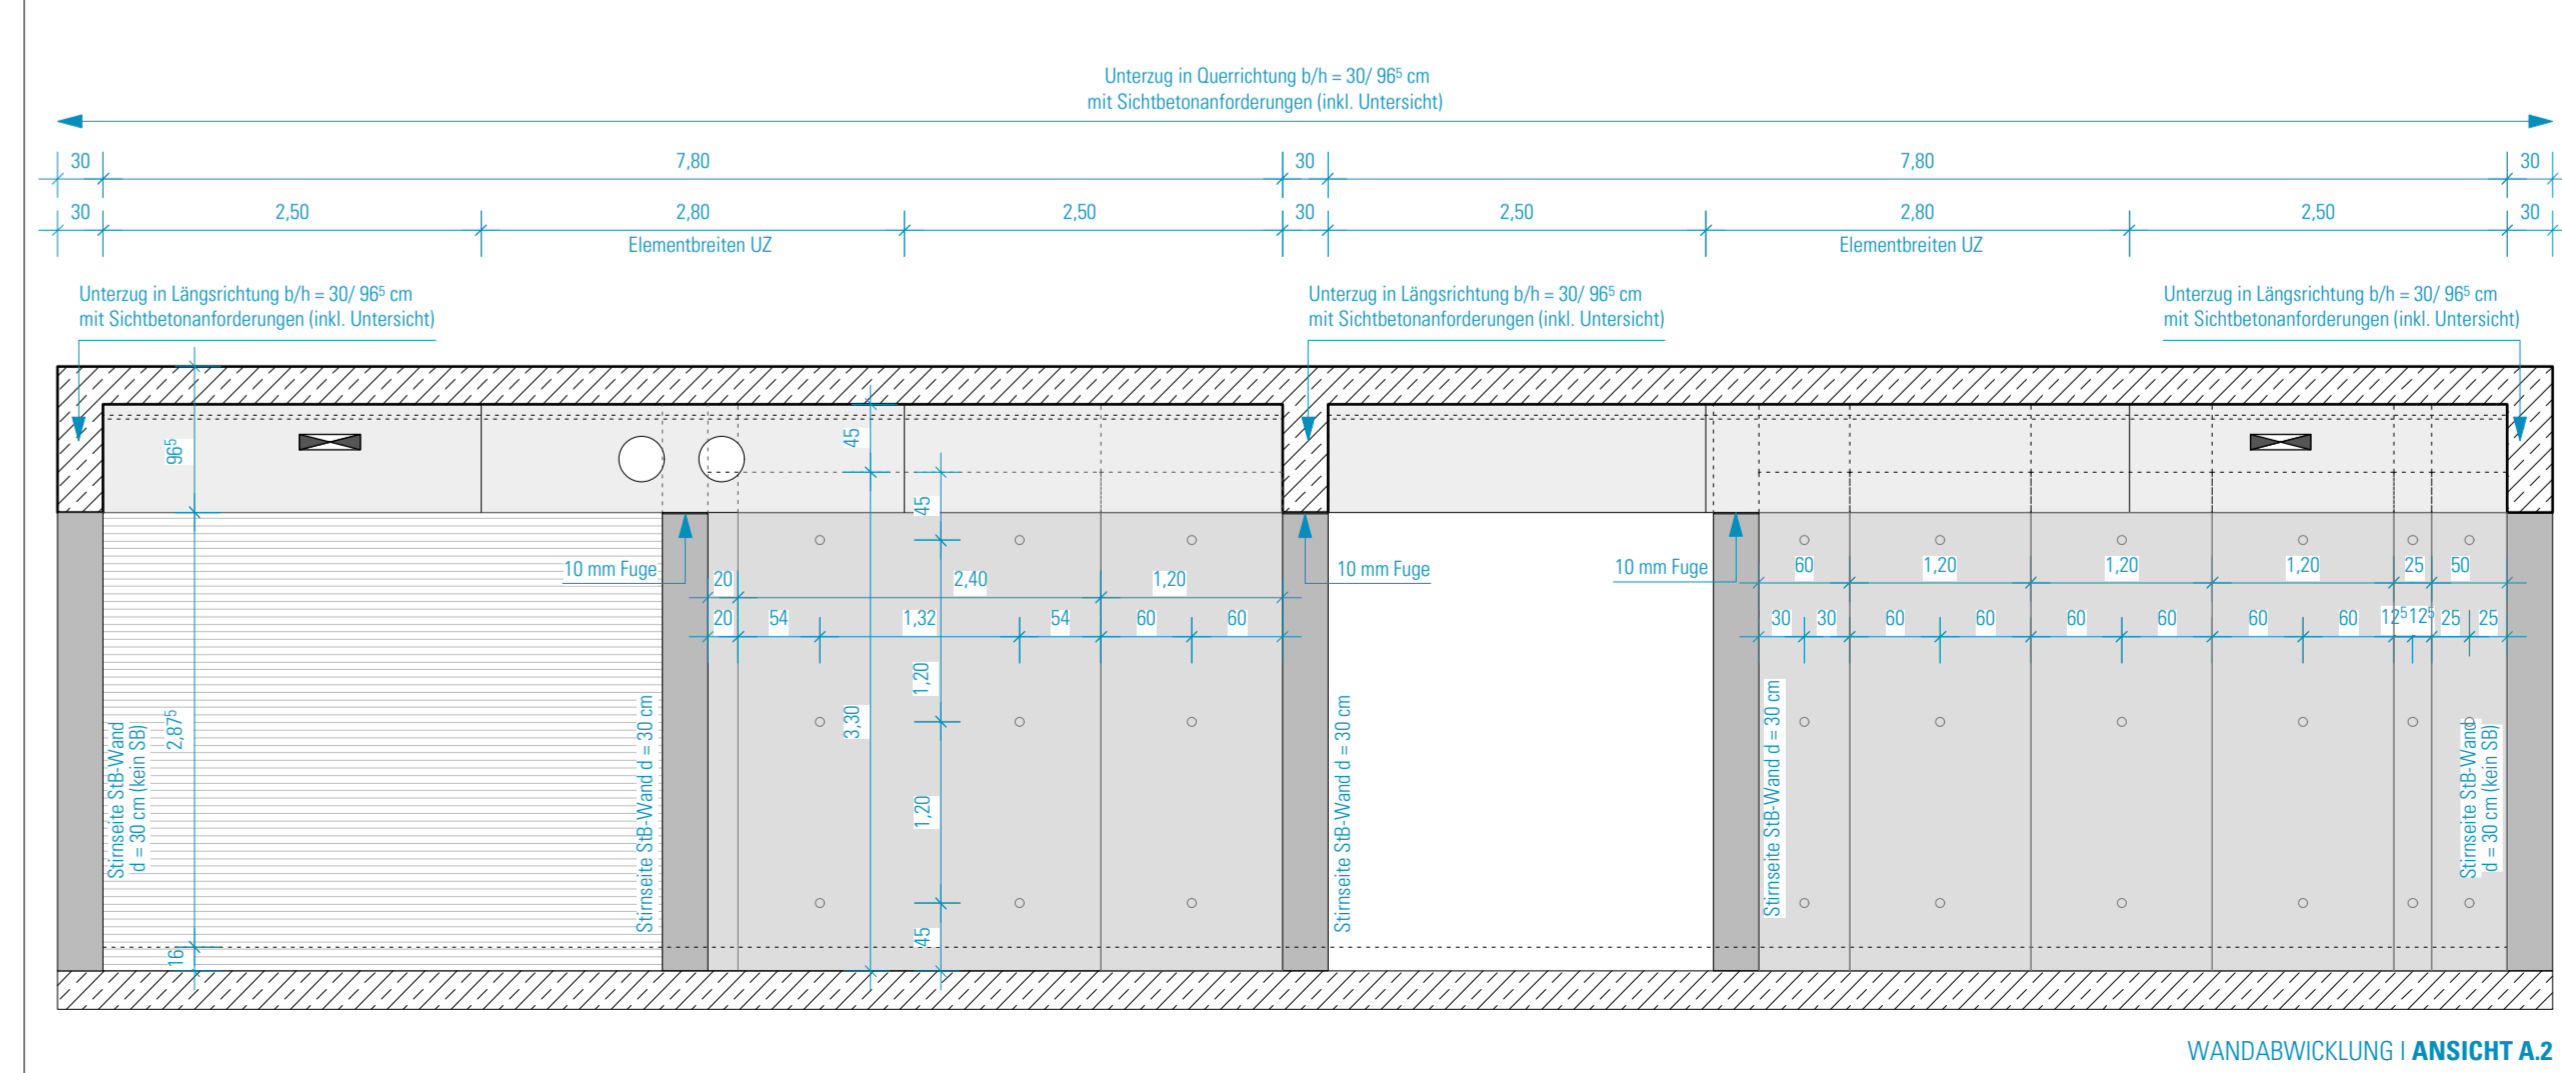 Unterzug in Querrichtung b/h = 30/ 96⁵ cm
mit Sichtbetonanforderungen (inkl. Untersicht)
30 7,80 30 7,80 30
30 2,50 2,80 2,50 30 2,50 2,80 2,50 30
Elementbreiten UZ Elementbreiten UZ
Unterzug in Längsrichtung b/h = 30/ 96⁵ cm
mit Sichtbetonanforderungen (inkl. Untersicht)
Unterzug in Längsrichtung b/h = 30/ 96⁵ cm
mit Sichtbetonanforderungen (inkl. Untersicht)
Unterzug in Längsrichtung b/h = 30/ 96⁵ cm
mit Sichtbetonanforderungen (inkl. Untersicht)
96⁵
45
45
10 mm Fuge
10 mm Fuge
10 mm Fuge
20 2,40 1,20
60 1,20 1,20 1,20 25 50
20 54 1,32 54 60 60
30 30 60 60 60 60 60 60 12⁵ 12⁵ 25 25
Stirnseite StB-Wand
d = 30 cm (kein SB)
2,87⁵
16
Stirnseite StB-Wand d = 30 cm
3,30
1,20
1,20
45
Stirnseite StB-Wand d = 30 cm
Stirnseite StB-Wand d = 30 cm
Stirnseite StB-Wand
d = 30 cm (kein SB)
WANDABWICKLUNG I ANSICHT A.2